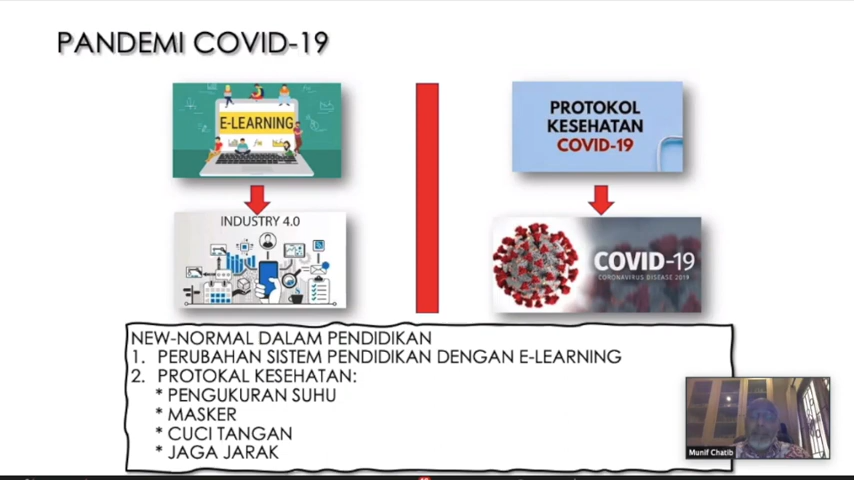 PANDEMI COVID-19
E-LEARNING
PROTOKOL
KESEHATAN
COVID-19
INDUSTRY 4.0
COVID-19
CORONAVIRUS DISEASE 2019
NEW-NORMAL DALAM PENDIDIKAN
1. PERUBAHAN SISTEM PENDIDIKAN DENGAN E-LEARNING
2. PROTOKAL KESEHATAN:
* PENGUKURAN SUHU
* MASKER
* CUCI TANGAN
* JAGA JARAK
Munif Chatib